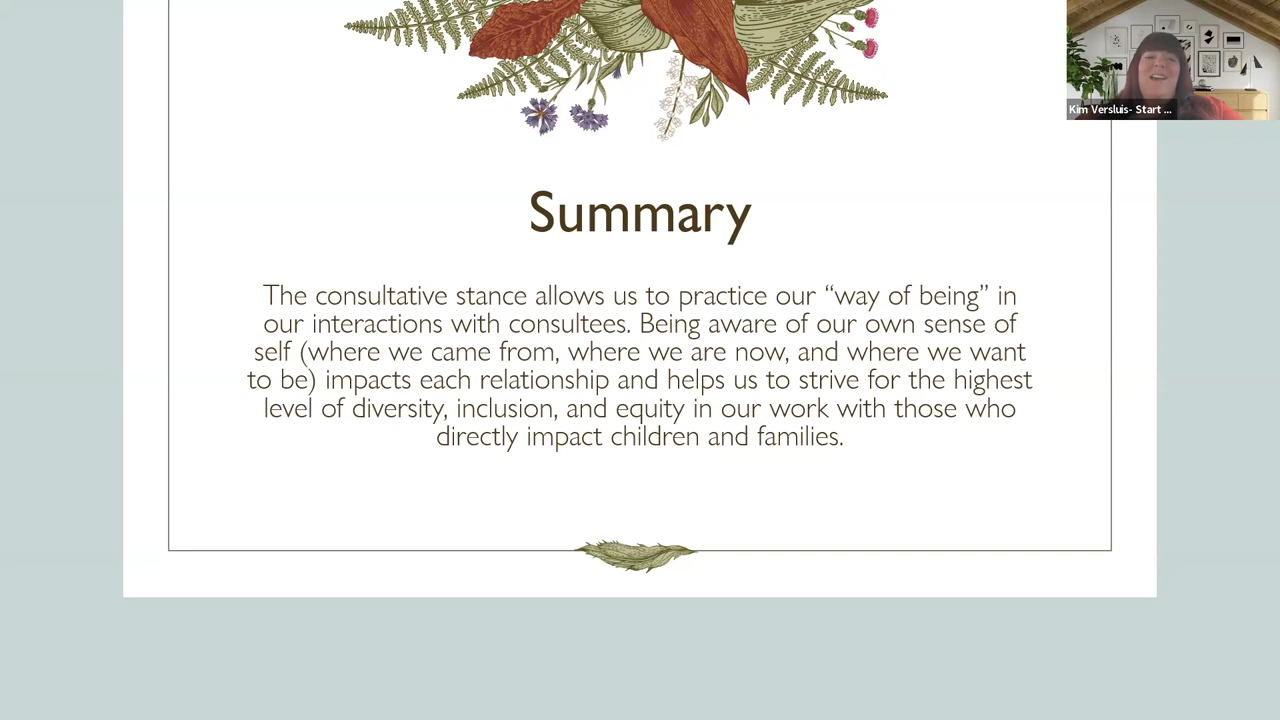 Kim Versluis- Start ...
Summary
The consultative stance allows us to practice our “way of being” in
our interactions with consultees. Being aware of our own sense of
self (where we came from, where we are now, and where we want
to be) impacts each relationship and helps us to strive for the highest
level of diversity, inclusion, and equity in our work with those who
directly impact children and families.